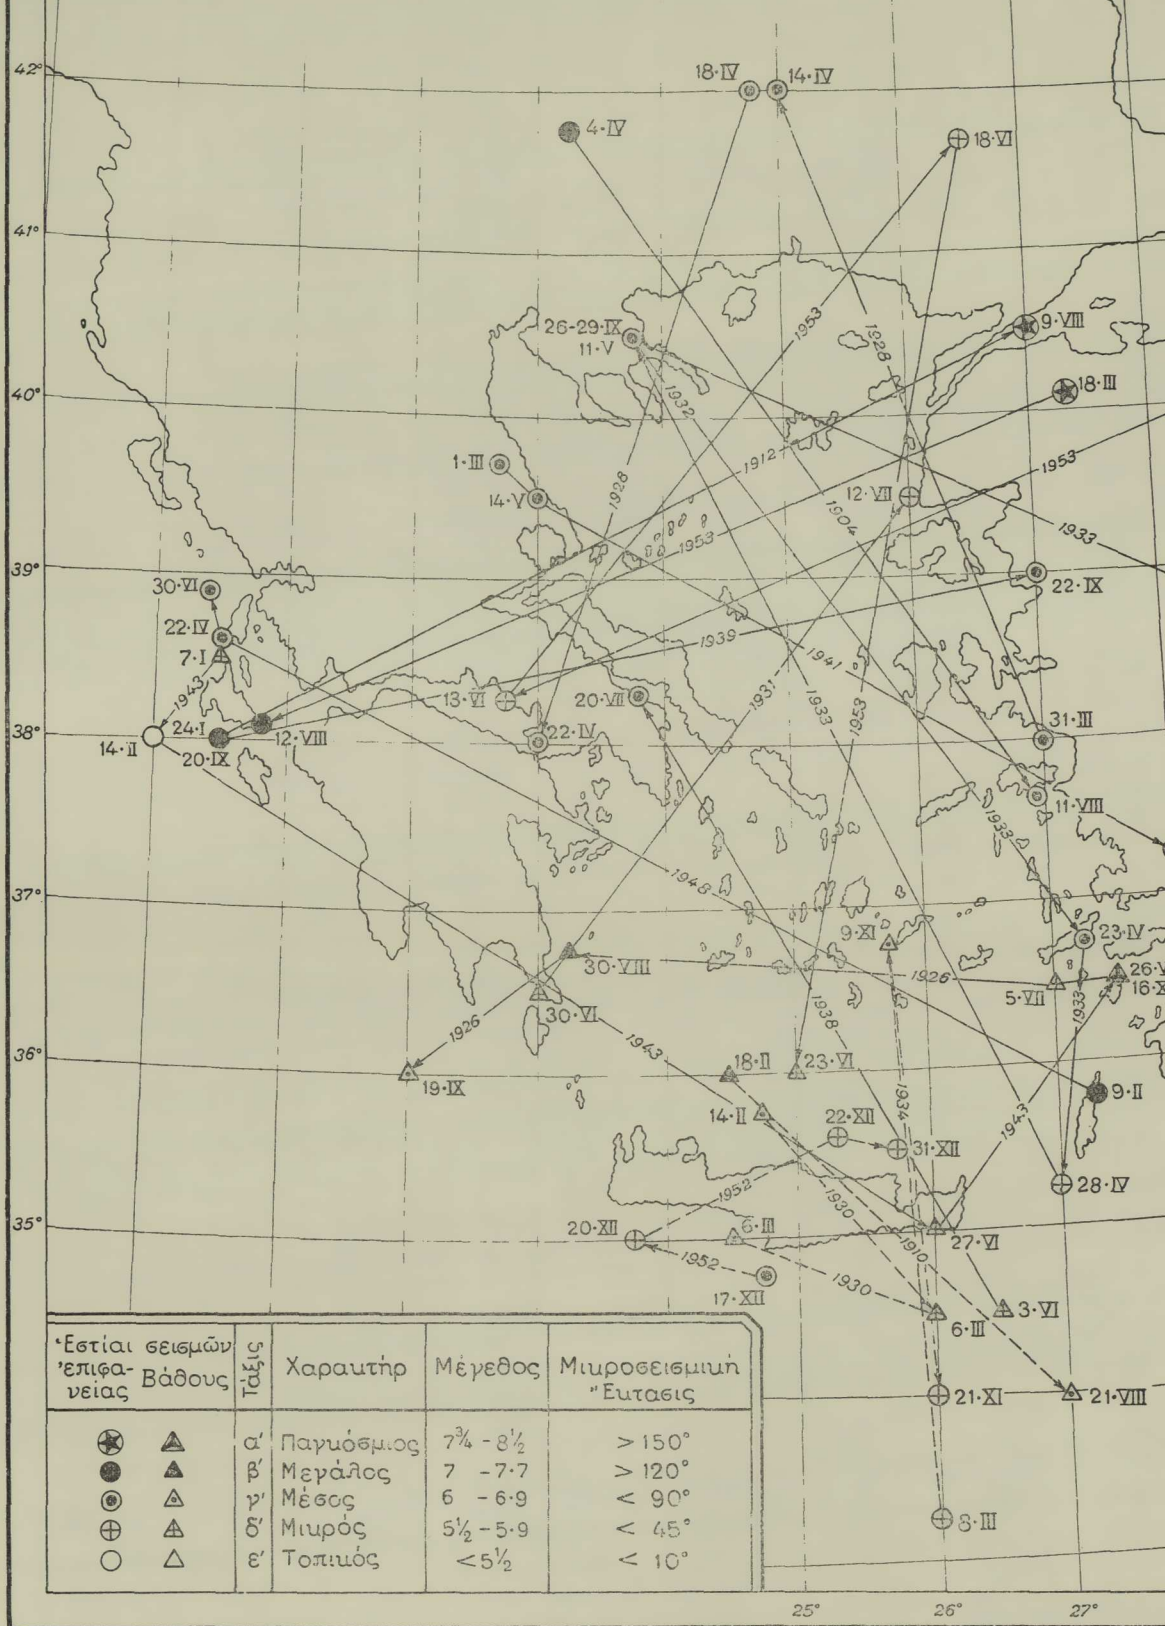 42°
18·IV
14·IV
4·IV
18·VI
41°
1953
26-29·IX
11·V
9·VIII
1928
40°
18·III
1932
1912
1·III
1953
14·V
1928
12·VII
1904
1953
1933
39°
30·VI
22·IX
22·IV
1939
7·I
1941
1943
1931
13·VI
20·VII
1933
1953
31·III
38°
24·I
12·VIII
22·IV
14·II
20·IX
11·VIII
1933
37°
1948
9·XI
23·IV
30·VIII
1926
5·VII
16·X
30·VI
1938
1933
1926
36°
1943
18·II
23·VI
19·IX
9·II
14·II
22·XII
1934
1943
31·XII
1952
28·IV
1930
35°
20·XII
6·III
1910
27·VI
1952
1930
17·XII
6·III
3·VI
21·XI
21·VIII
8·III
Ἑστίαι σεισμῶν
ἐπιφα-
νείας Βάθους
Τάξις
Χαρακτήρ
Μέγεθος
Μικροσεισμική
Ἔκτασις
α' Παγκόσμιος 7¾ - 8½ > 150°
β' Μεγάλος 7 - 7·7 > 120°
γ' Μέσος 6 - 6·9 < 90°
δ' Μικρός 5½ - 5·9 < 45°
ε' Τοπικός < 5½ < 10°
25° 26° 27°